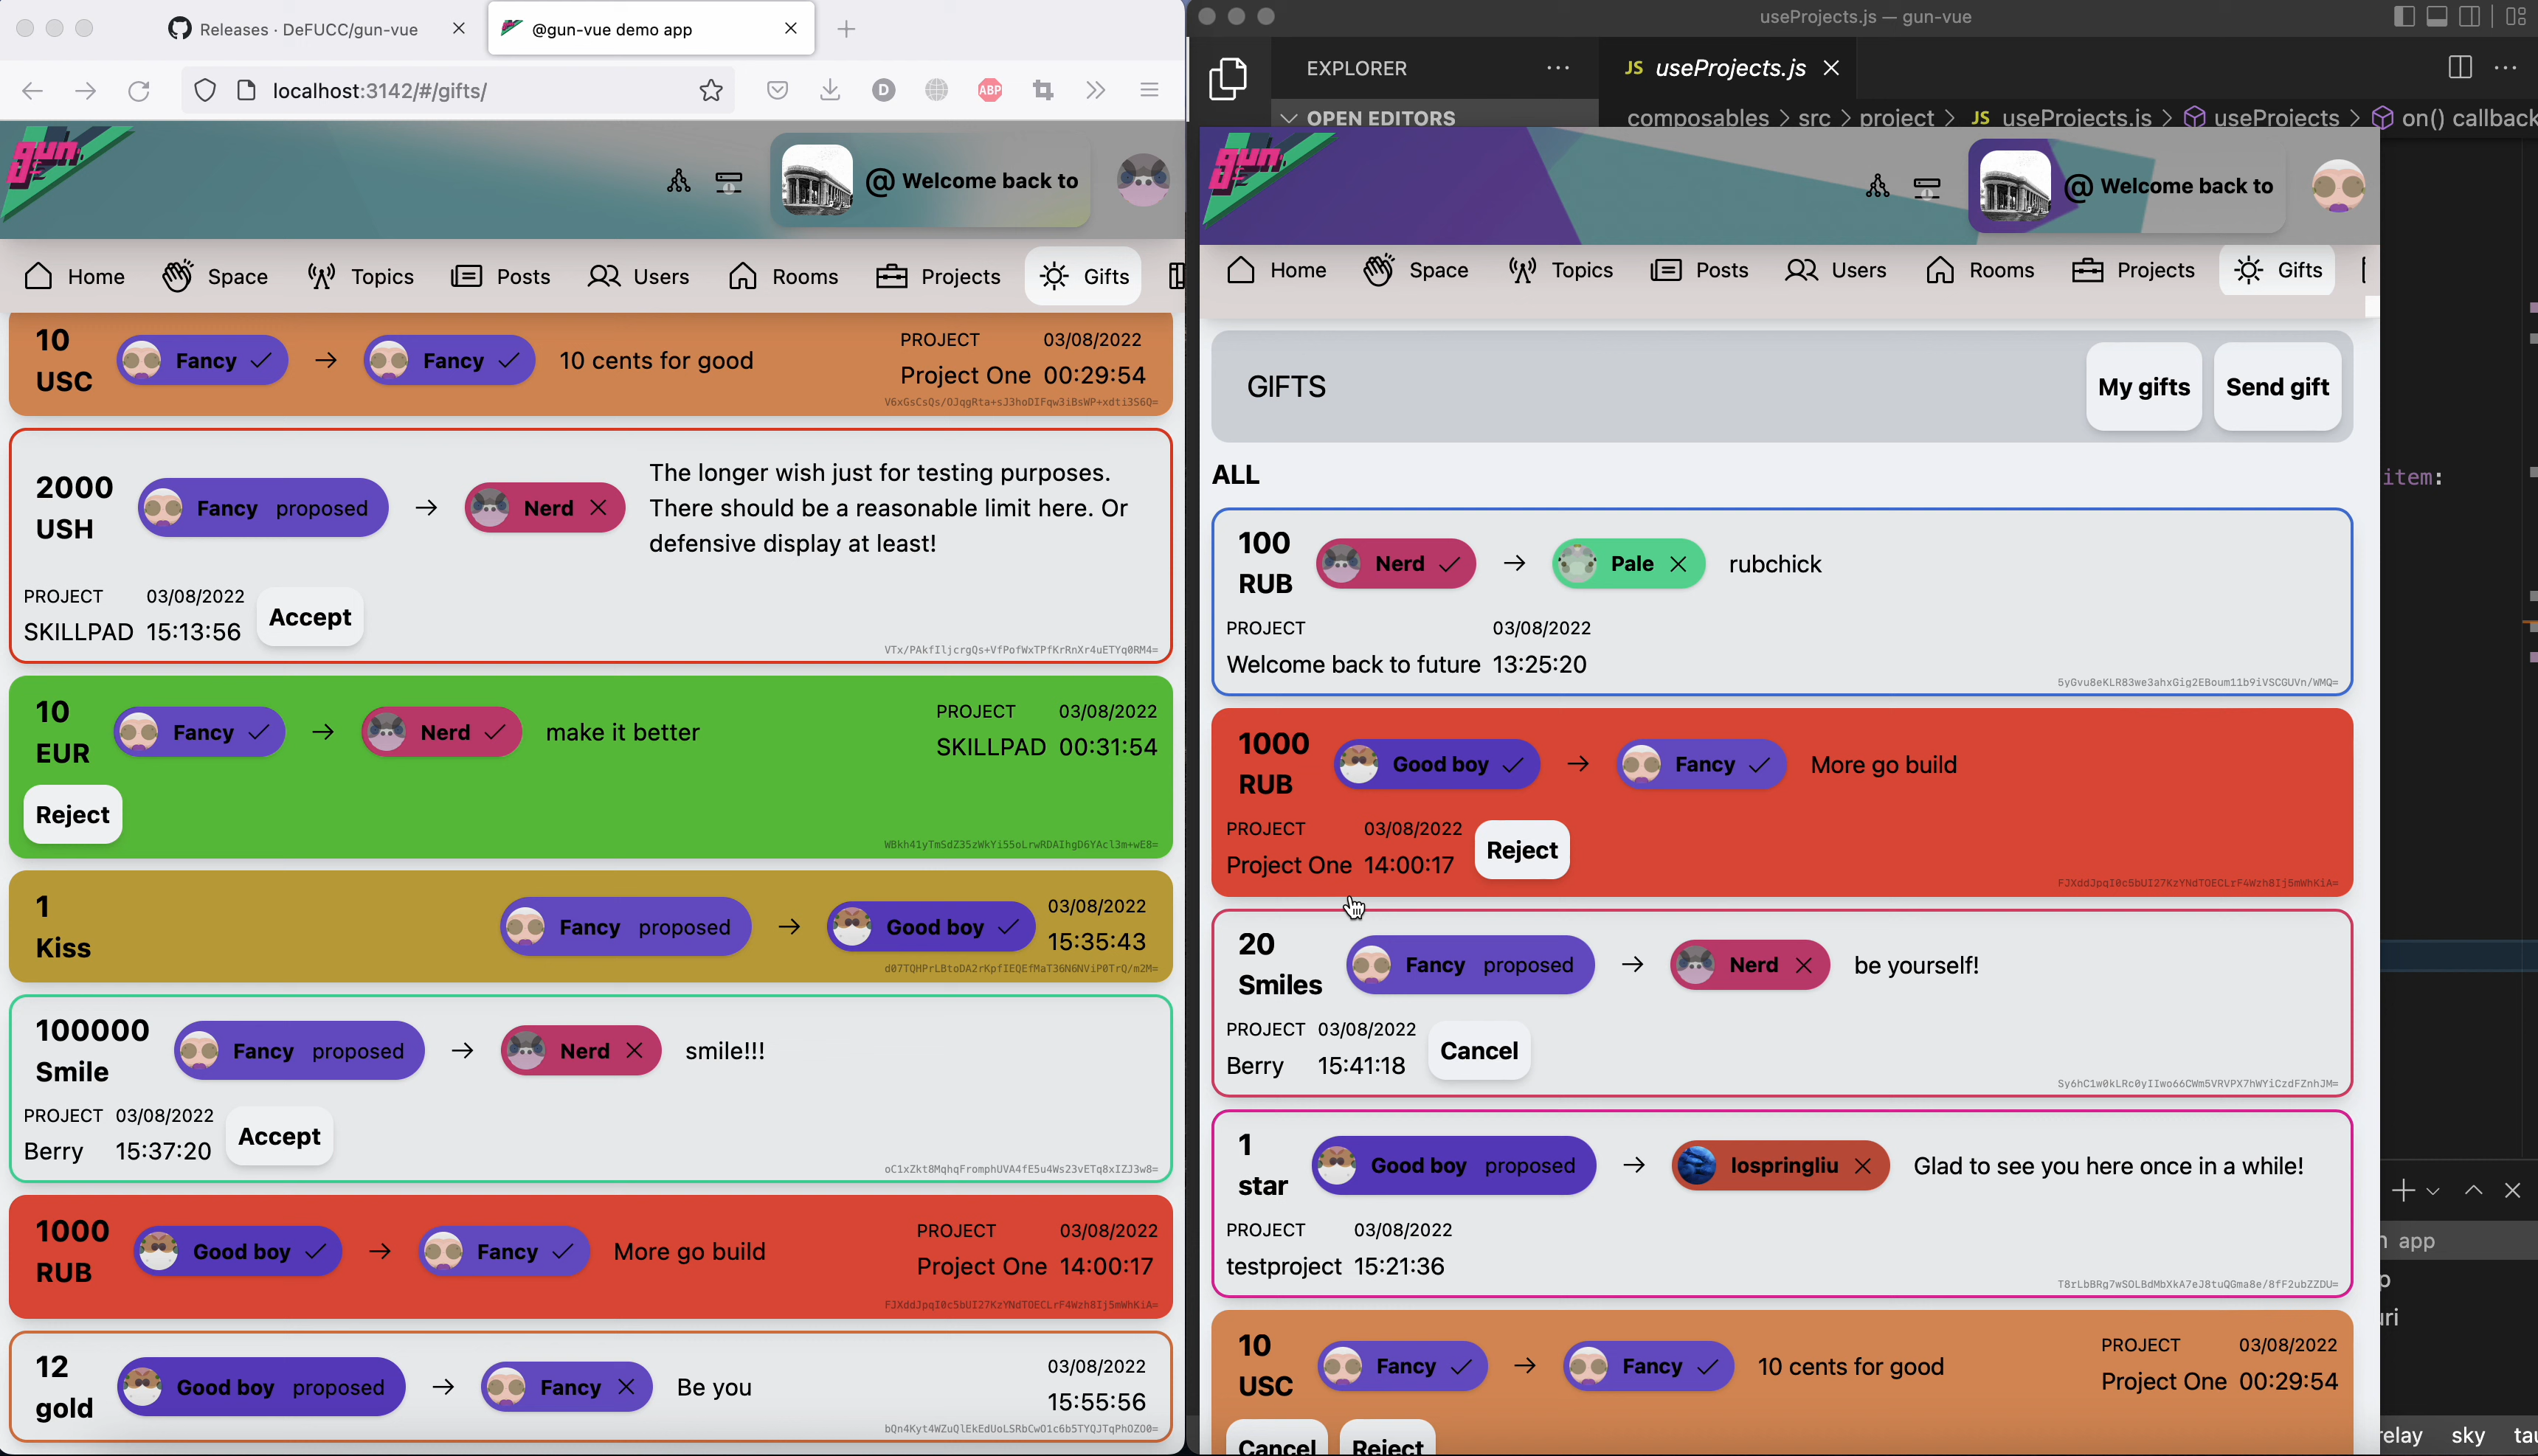 Releases · DeFUCC/gun-vue
@gun-vue demo app
localhost:3142/#/gifts/
D
ABP
gun
@ Welcome back to
Home Space Topics Posts Users Rooms Projects Gifts
10
USC
Fancy
Fancy
10 cents for good
PROJECT 03/08/2022
Project One 00:29:54
2000
USH
Fancy proposed
Nerd
The longer wish just for testing purposes.
There should be a reasonable limit here. Or
defensive display at least!
PROJECT 03/08/2022
SKILLPAD 15:13:56
Accept
10
EUR
Fancy
Nerd
make it better
PROJECT 03/08/2022
SKILLPAD 00:31:54
Reject
1
Kiss
Fancy proposed
Good boy
03/08/2022
15:35:43
100000
Smile
Fancy proposed
Nerd
smile!!!
PROJECT 03/08/2022
Berry 15:37:20
Accept
1000
RUB
Good boy
Fancy
More go build
PROJECT 03/08/2022
Project One 14:00:17
12
gold
Good boy proposed
Fancy
Be you
03/08/2022
15:55:56
useProjects.js — gun-vue
EXPLORER
JS useProjects.js
OPEN EDITORS
composables > src > project > JS useProjects.js > useProjects > on() callback
gun
@ Welcome back to
Home Space Topics Posts Users Rooms Projects Gifts
GIFTS
My gifts
Send gift
ALL
100
RUB
Nerd
Pale
rubchick
PROJECT 03/08/2022
Welcome back to future 13:25:20
1000
RUB
Good boy
Fancy
More go build
PROJECT 03/08/2022
Project One 14:00:17
Reject
20
Smiles
Fancy proposed
Nerd
be yourself!
PROJECT 03/08/2022
Berry 15:41:18
Cancel
1
star
Good boy proposed
lospringliu
Glad to see you here once in a while!
PROJECT 03/08/2022
testproject 15:21:36
10
USC
Fancy
Fancy
10 cents for good
PROJECT 03/08/2022
Project One 00:29:54
Cancel
Reject
item:
app
sky